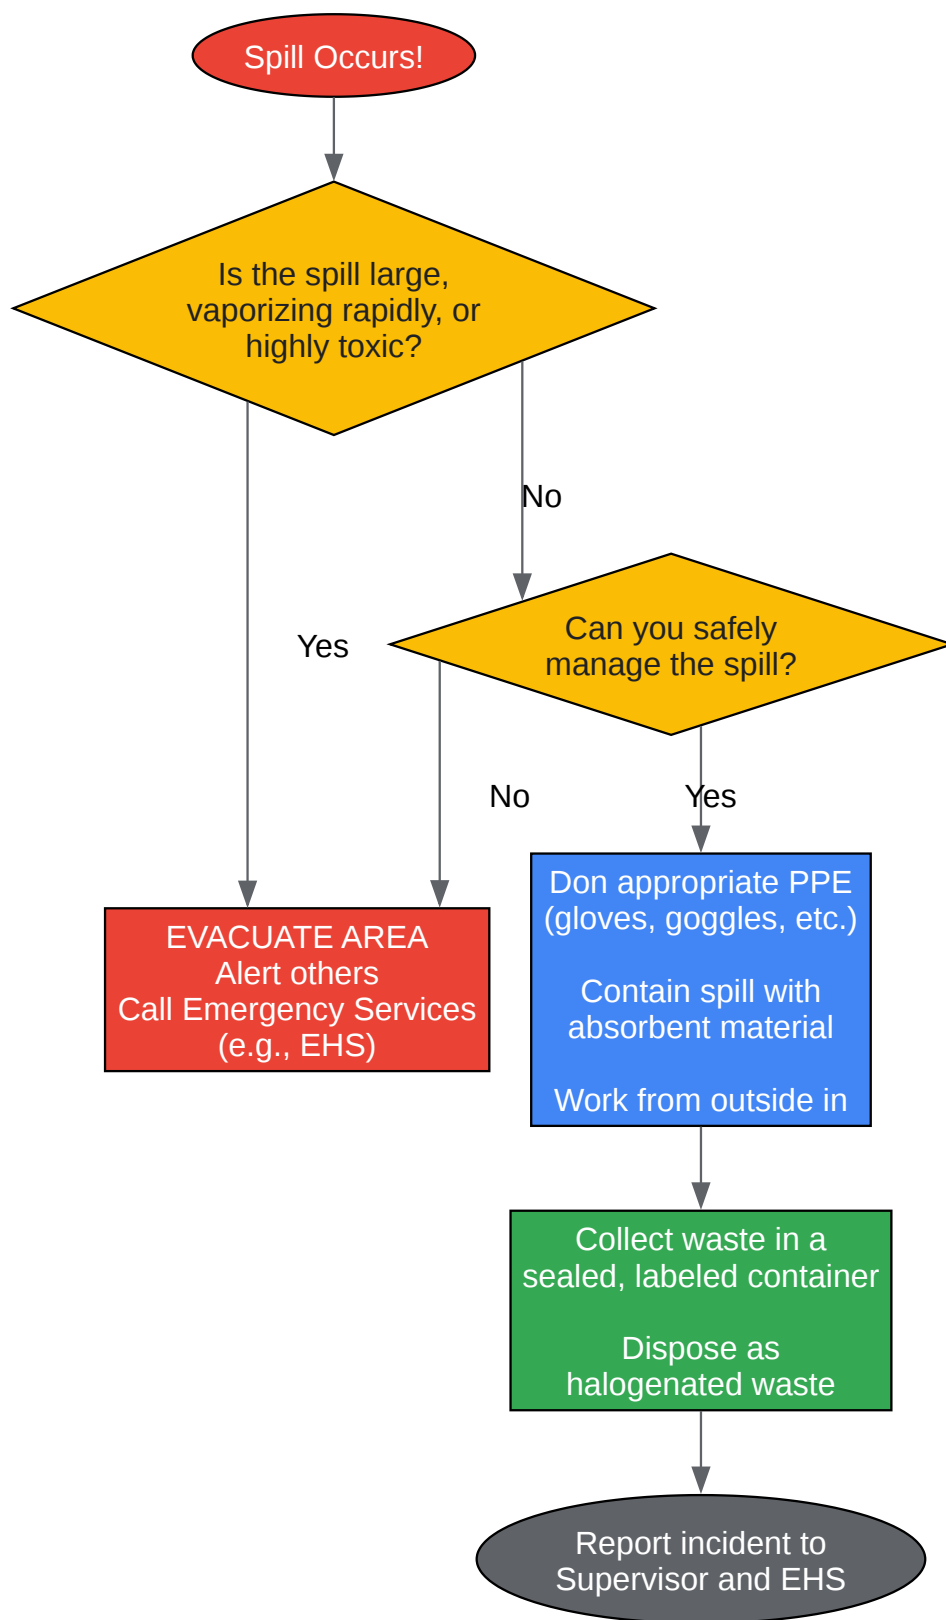 Spill Occurs!
Is the spill large,
vaporizing rapidly, or
highly toxic?
No
Can you safely
manage the spill?
Yes
No
Yes
EVACUATE AREA
Alert others
Call Emergency Services
(e.g., EHS)
Don appropriate PPE
(gloves, goggles, etc.)
Contain spill with
absorbent material
Work from outside in
Collect waste in a
sealed, labeled container
Dispose as
halogenated waste
Report incident to
Supervisor and EHS